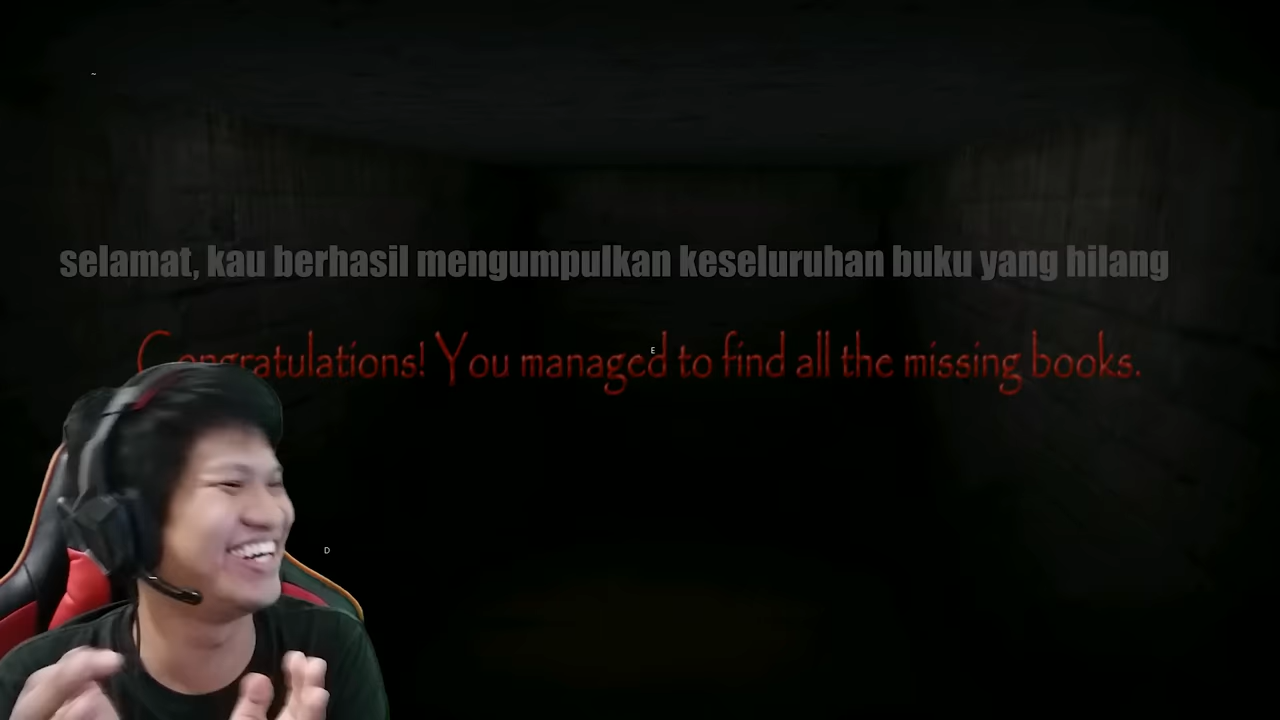 ~
selamat, kau berhasil mengumpulkan keseluruhan buku yang hilang
Congratulations! You managed to find all the missing books.
E
D